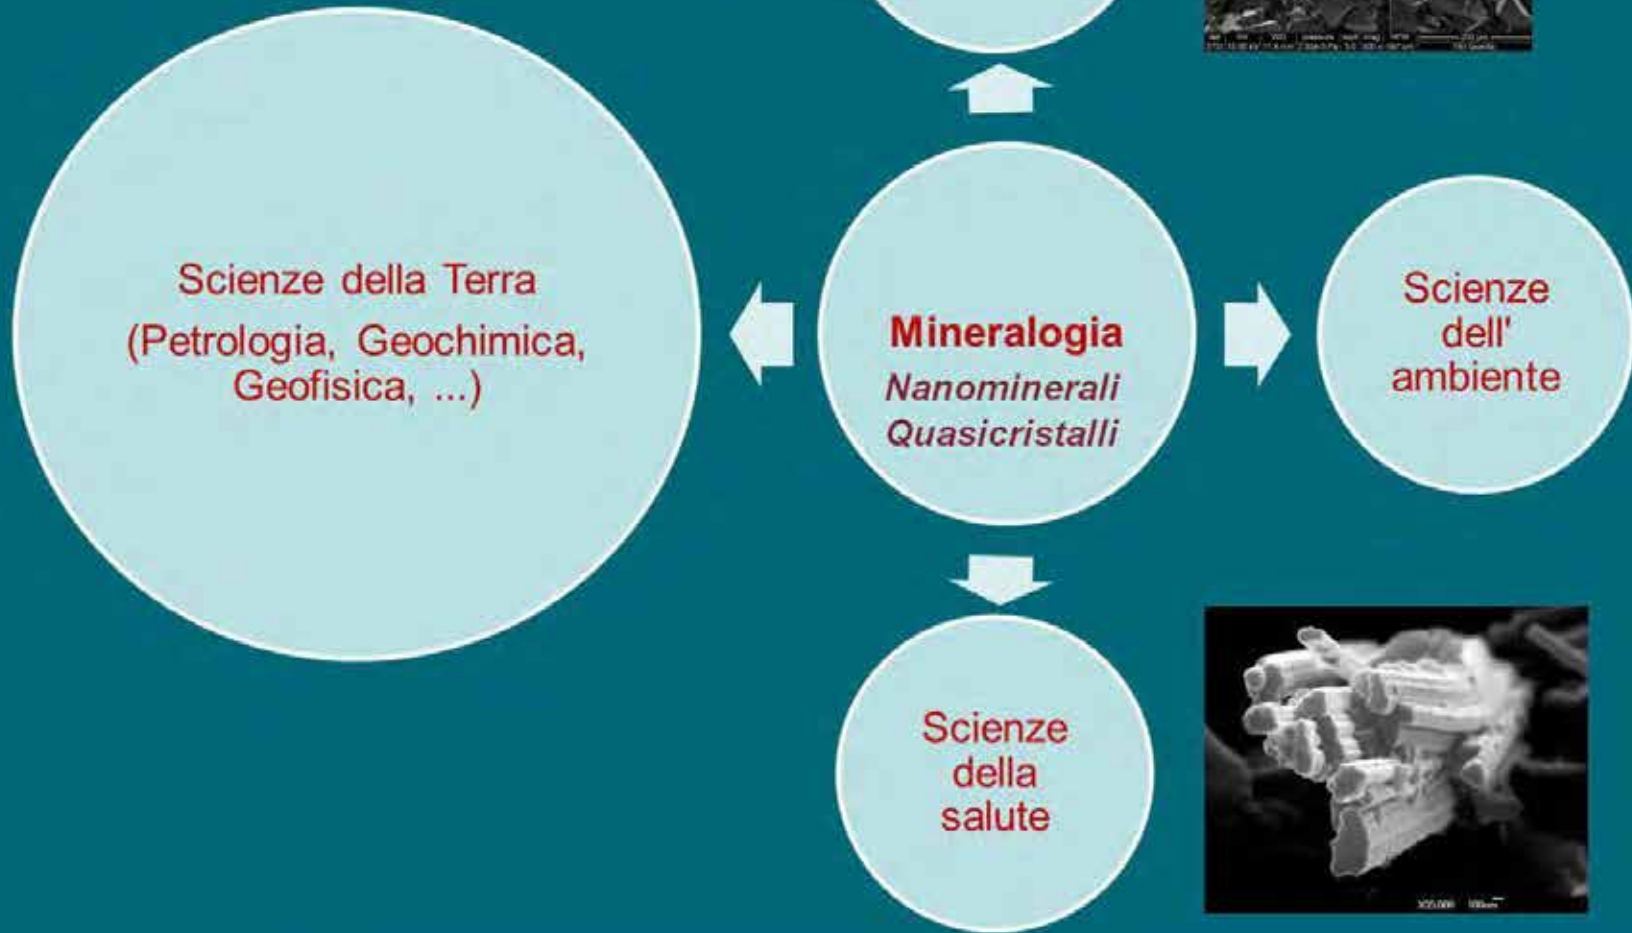 Scienze della Terra
(Petrologia, Geochimica,
Geofisica, ...)
Mineralogia
Nanominerali
Quasicristalli
Scienze
dell'
ambiente
Scienze
della
salute